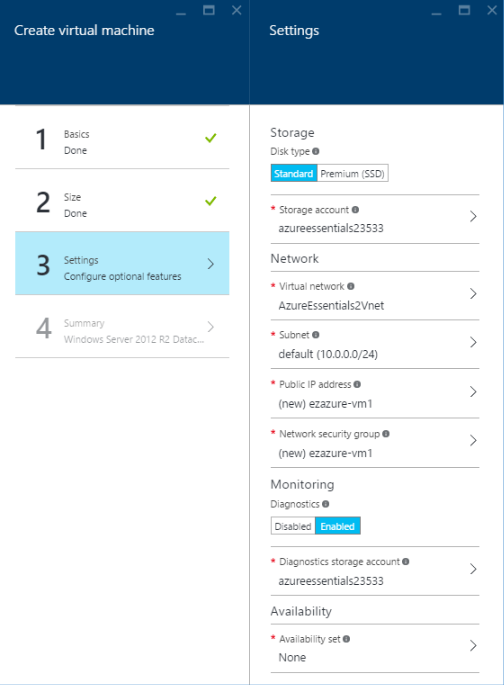 Create virtual machine
1
Basics
Done
2
Size
Done
3
Settings
Configure optional features
4
Summary
Windows Server 2012 R2 Datac...
Settings
Storage
Disk type
Standard Premium (SSD)
* Storage account
azureessentials23533
Network
* Virtual network
AzureEssentials2Vnet
* Subnet
default (10.0.0.0/24)
* Public IP address
(new) ezazure-vm1
* Network security group
(new) ezazure-vm1
Monitoring
Diagnostics
Disabled Enabled
* Diagnostics storage account
azureessentials23533
Availability
* Availability set
None